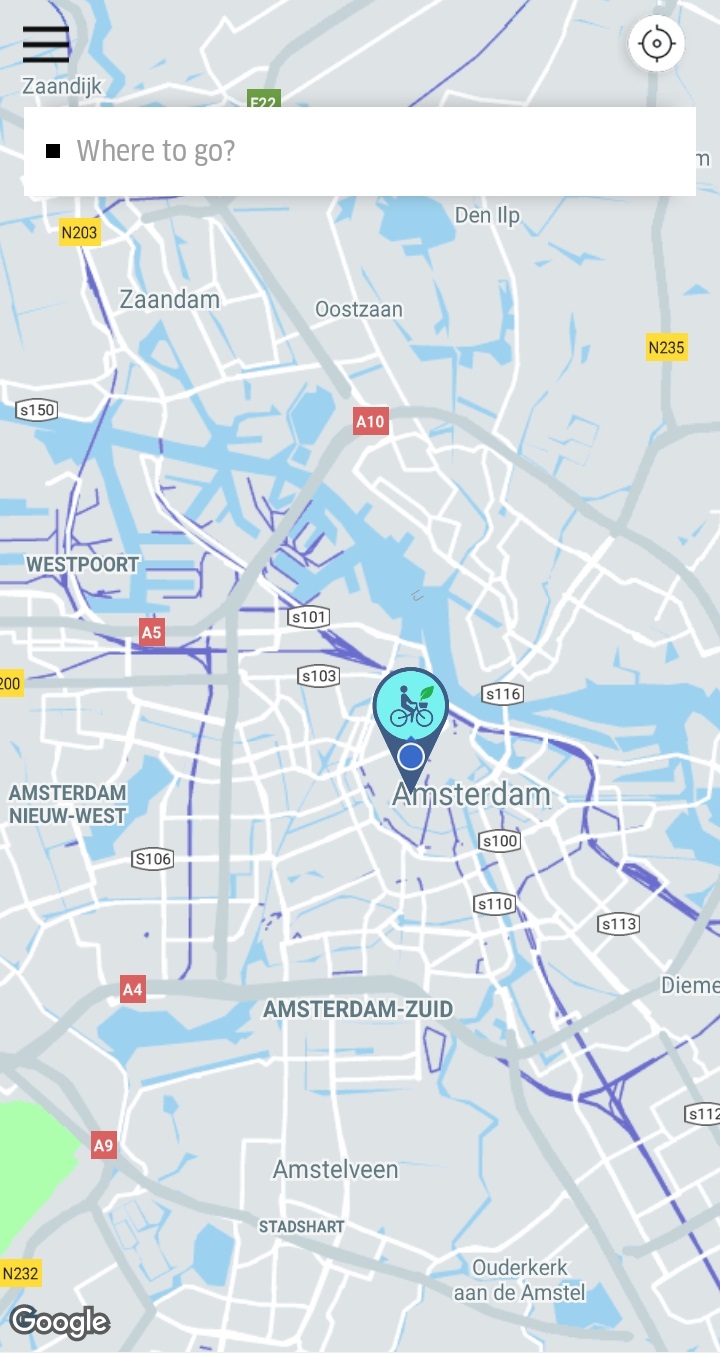 Zaandijk
E22
Where to go?
m
Den Ilp
N203
Zaandam
Oostzaan
N235
s150
A10
WESTPOORT
s101
A5
s103
200
s116
AMSTERDAM
NIEUW-WEST
Amsterdam
s100
S106
s110
s113
Dieme
A4
AMSTERDAM-ZUID
s112
A9
Amstelveen
STADSHART
N232
Ouderkerk
aan de Amstel
Google